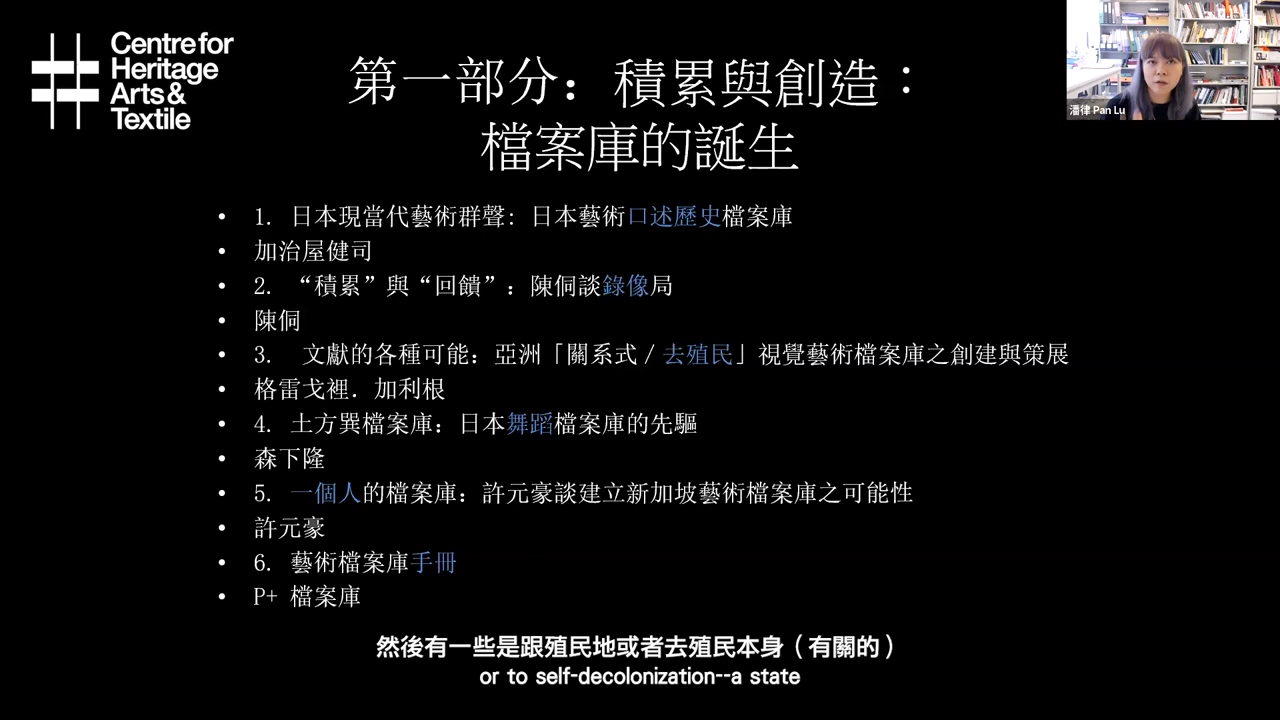 Centre for
Heritage
Arts &
Textile
第一部分：積累與創造：
檔案庫的誕生
潘律 Pan Lu
• 1. 日本現當代藝術群聲: 日本藝術口述歷史檔案庫
• 加治屋健司
• 2. “積累”與“回饋”：陳侗談錄像局
• 陳侗
• 3. 文獻的各種可能：亞洲「關系式／去殖民」視覺藝術檔案庫之創建與策展
• 格雷戈裡．加利根
• 4. 土方巽檔案庫：日本舞蹈檔案庫的先驅
• 森下隆
• 5. 一個人的檔案庫：許元豪談建立新加坡藝術檔案庫之可能性
• 許元豪
• 6. 藝術檔案庫手冊
• P+ 檔案庫
然後有一些是跟殖民地或者去殖民本身（有關的）
or to self-decolonization--a state